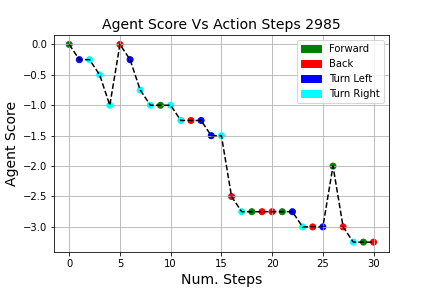 Agent Score Vs Action Steps 2985
Agent Score
0.0
−0.5
−1.0
−1.5
−2.0
−2.5
−3.0
Forward
Back
Turn Left
Turn Right
0 5 10 15 20 25 30
Num. Steps